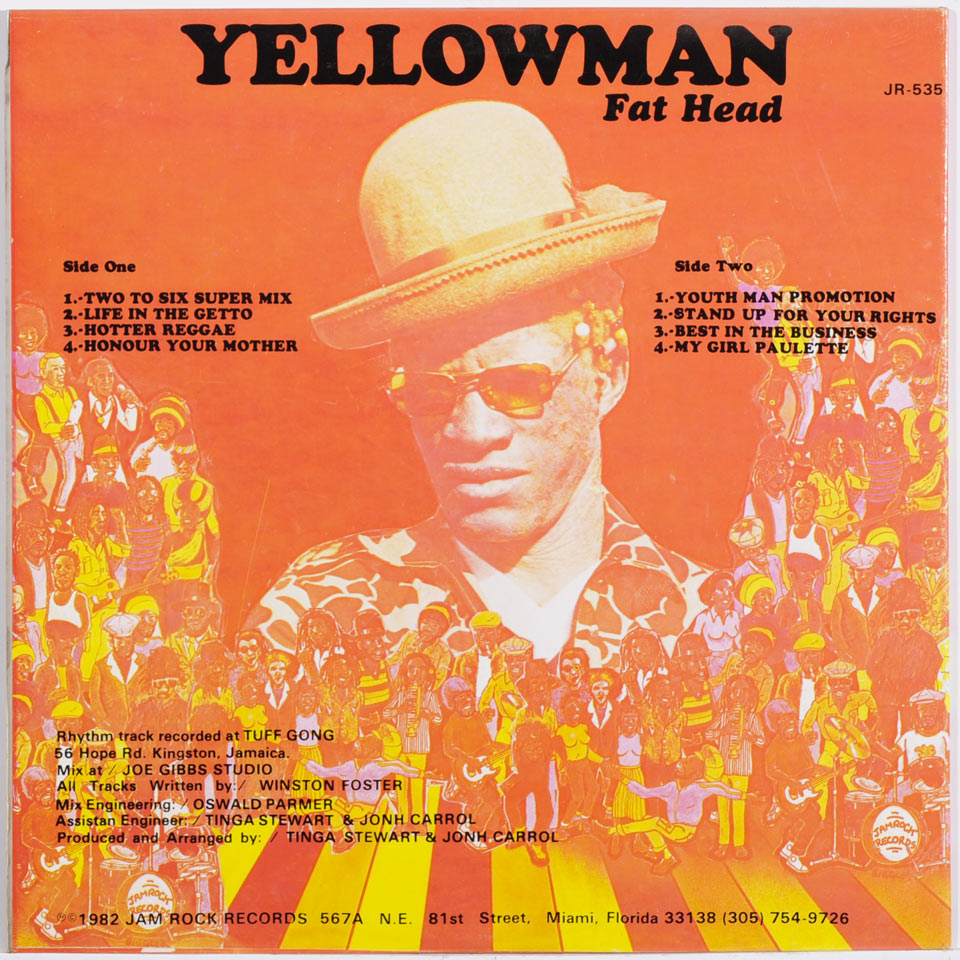 YELLOWMAN
Fat Head
JR-535
Side One
1.-TWO TO SIX SUPER MIX
2.-LIFE IN THE GETTO
3.-HOTTER REGGAE
4.-HONOUR YOUR MOTHER
Side Two
1.-YOUTH MAN PROMOTION
2.-STAND UP FOR YOUR RIGHTS
3.-BEST IN THE BUSINESS
4.-MY GIRL PAULETTE
Rhythm track recorded at TUFF GONG
56 Hope Rd. Kingston, Jamaica.
Mix at / JOE GIBBS STUDIO
All Tracks Written by:/ WINSTON FOSTER
Mix Engineering: / OSWALD PARMER
Assistan Engineer: / TINGA STEWART & JONH CARROL
Produced and Arranged by: / TINGA STEWART & JONH CARROL
JAMROCK
RECORDS
JAMROCK
RECORDS
℗© 1982 JAM ROCK RECORDS 567A N.E. 81st Street, Miami, Florida 33138 (305) 754-9726